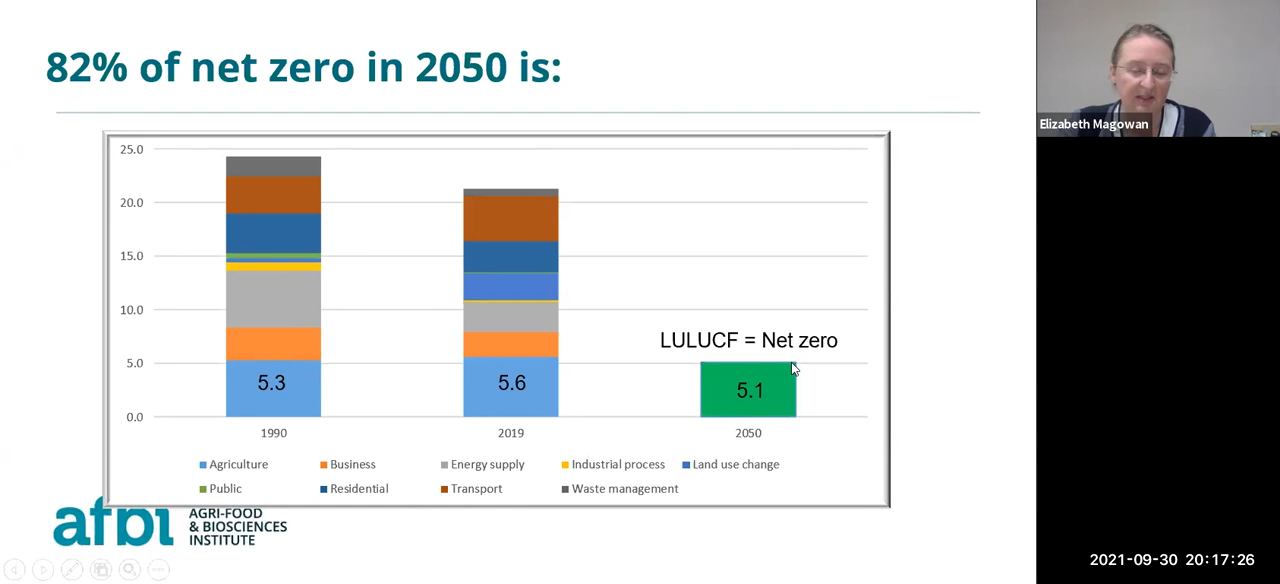 82% of net zero in 2050 is:
Elizabeth Magowan
25.0
20.0
15.0
10.0
5.0
0.0
LULUCF = Net zero
5.3
5.6
5.1
1990
2019
2050
Agriculture
Business
Energy supply
Industrial process
Land use change
Public
Residential
Transport
Waste management
afbi
AGRI-FOOD
& BIOSCIENCES
INSTITUTE
2021-09-30 20:17:26